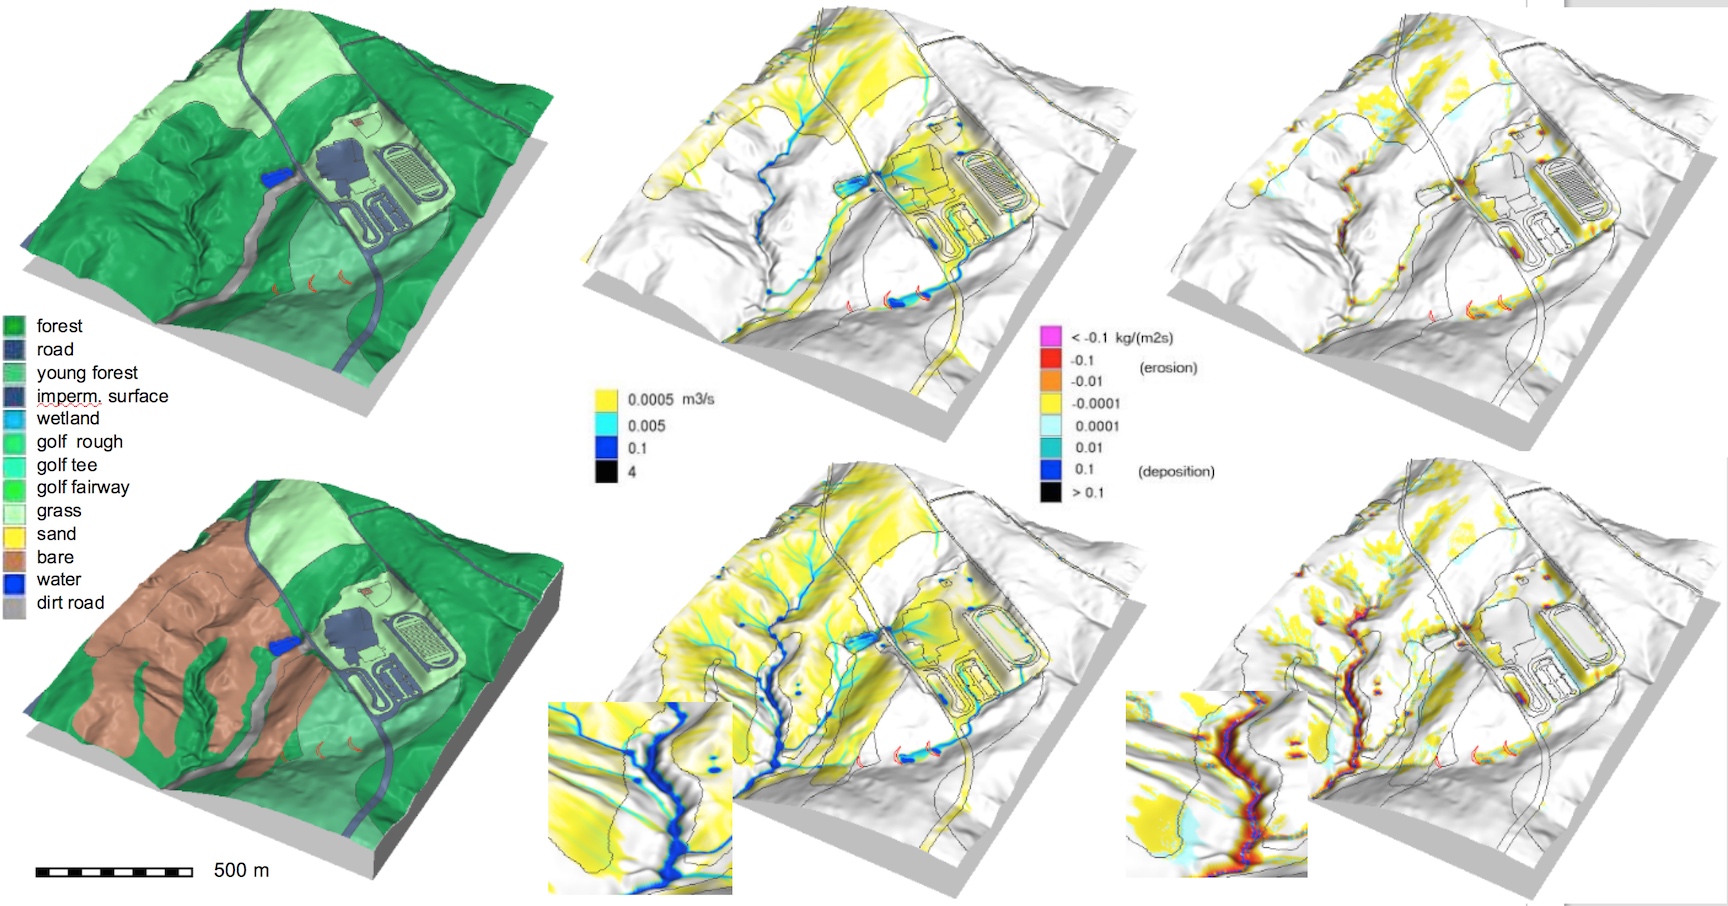 forest
road
young forest
imperm. surface
wetland
golf rough
golf tee
golf fairway
grass
sand
bare
water
dirt road
500 m
0.0005 m3/s
0.005
0.1
4
< -0.1 kg/(m2s)
-0.1 (erosion)
-0.01
-0.0001
0.0001
0.01
0.1 (deposition)
> 0.1